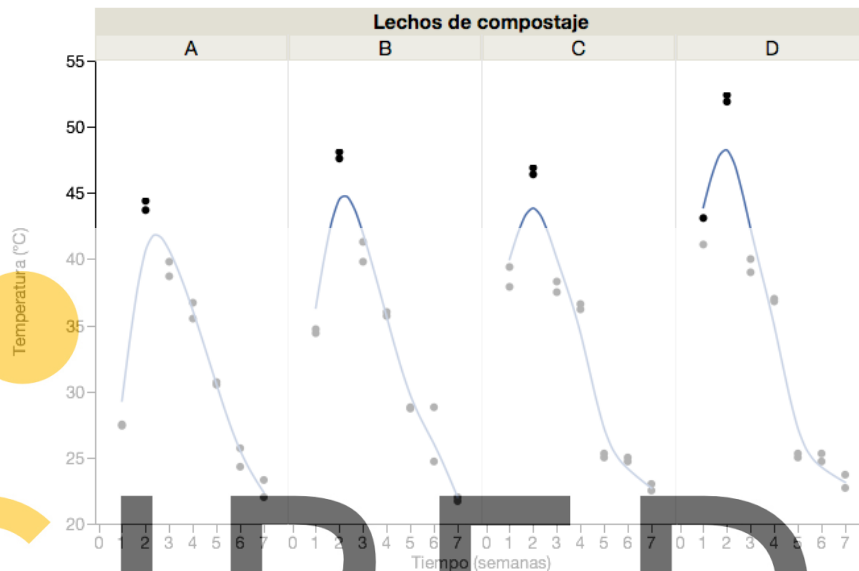 Lechos de compostaje
A B C D
55
50
45
40
35
30
25
20
Temperatura (°C)
0 1 2 3 4 5 6 7 0 1 2 3 4 5 6 7 0 1 2 3 4 5 6 7 0 1 2 3 4 5 6 7
Tiempo (semanas)